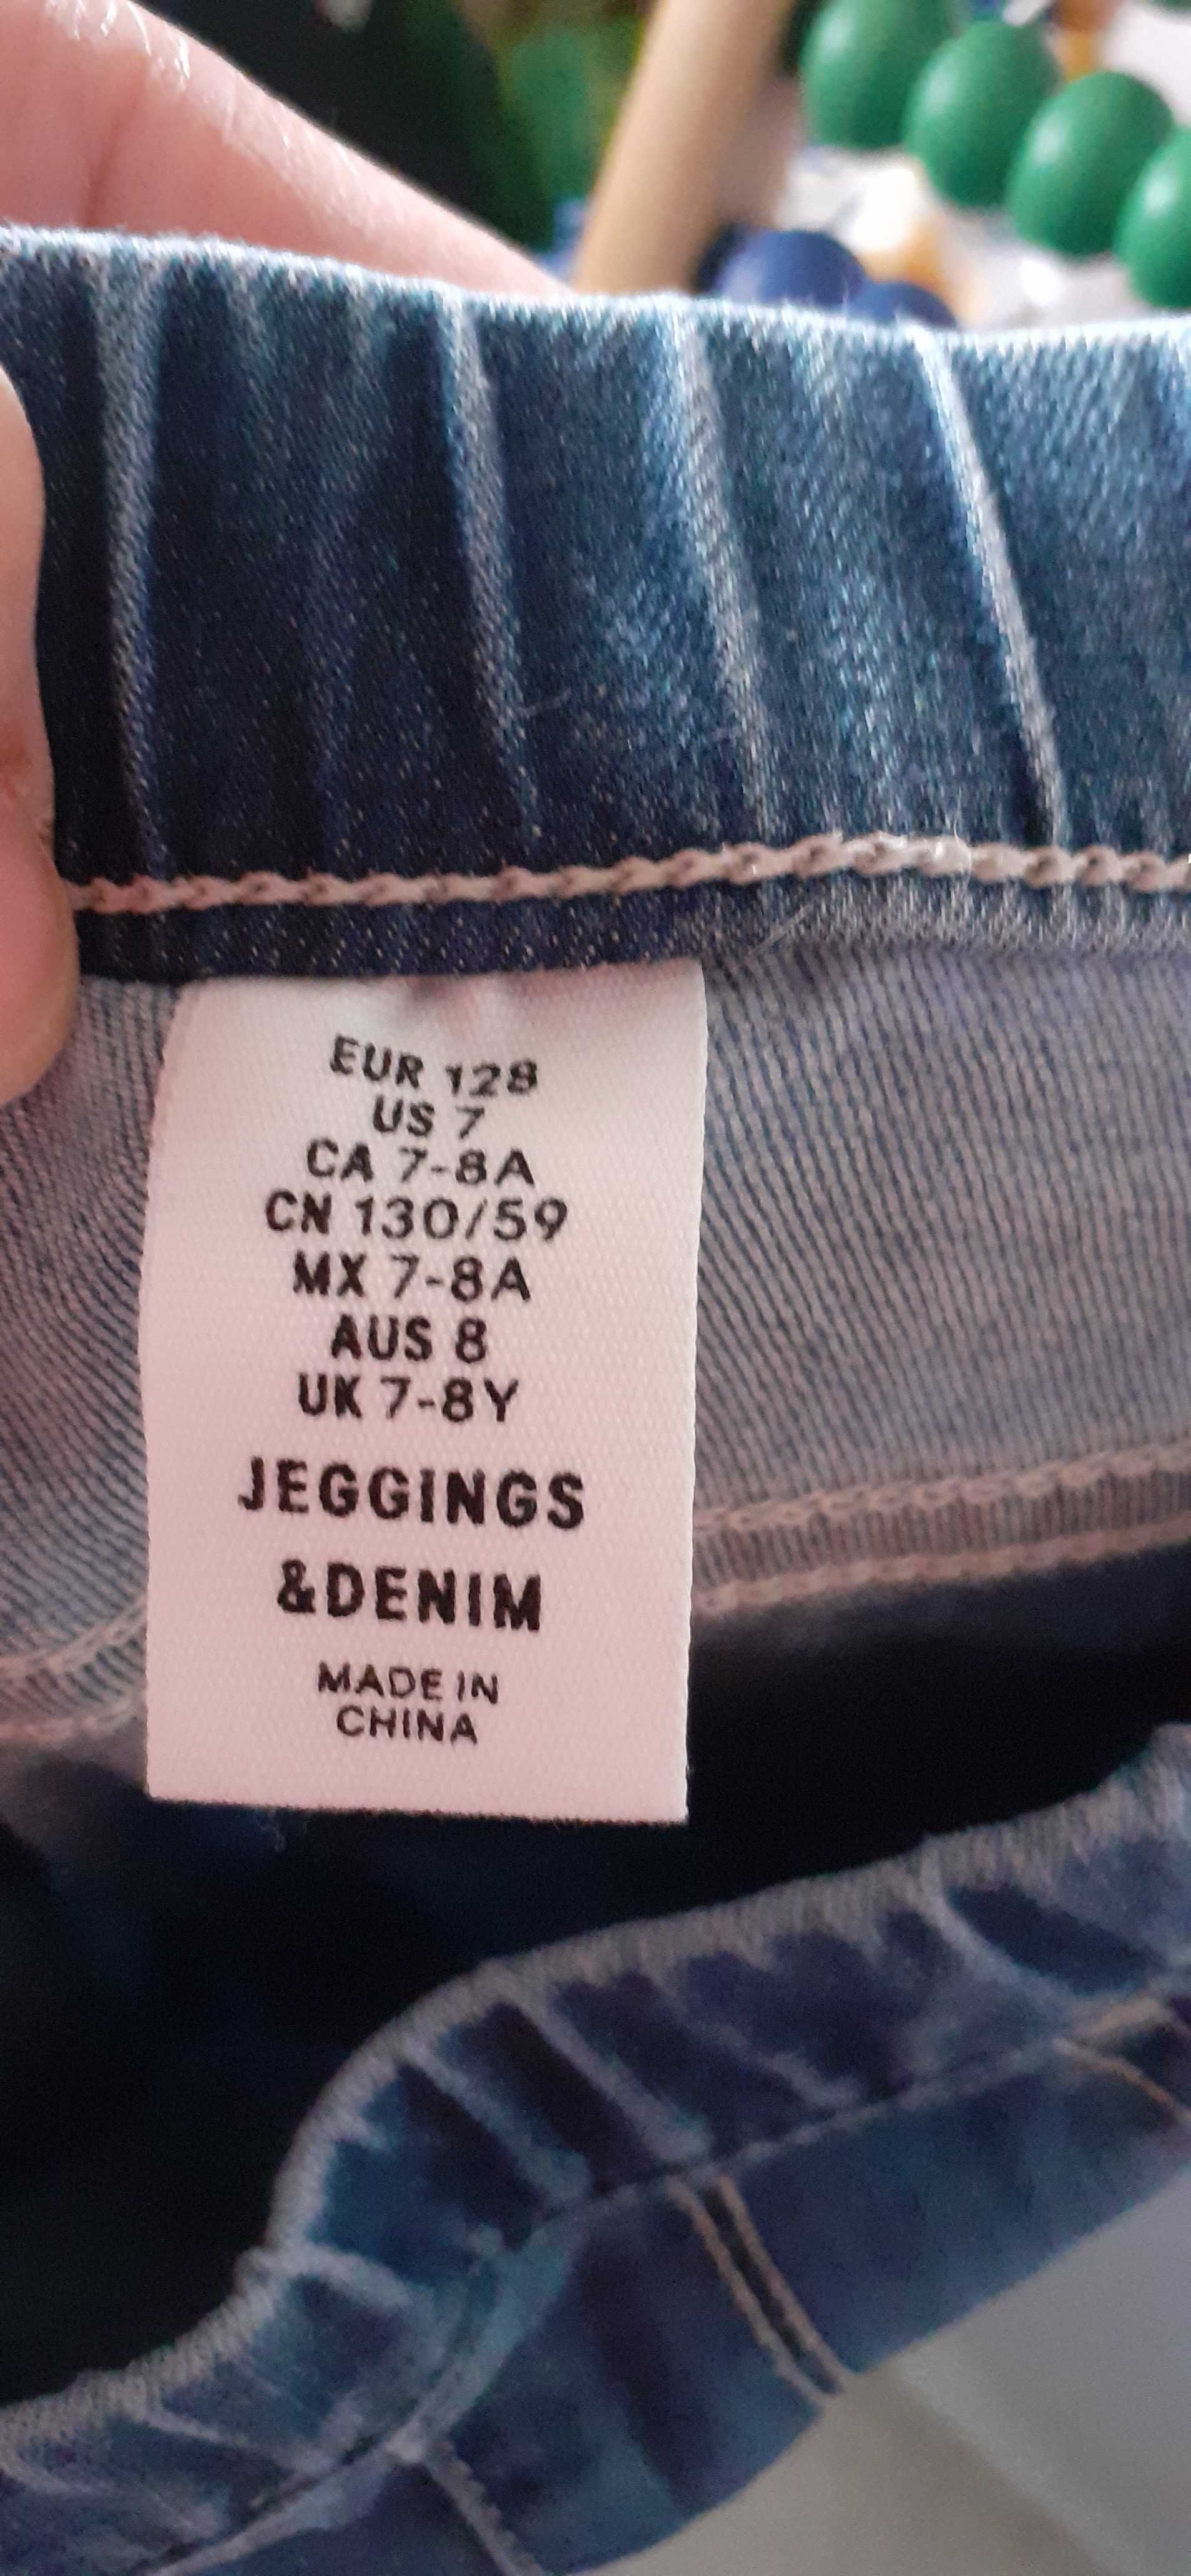 EUR 128
US 7
CA 7-8A
CN 130/59
MX 7-8A
AUS 8
UK 7-8Y
JEGGINGS
&DENIM
MADE IN
CHINA